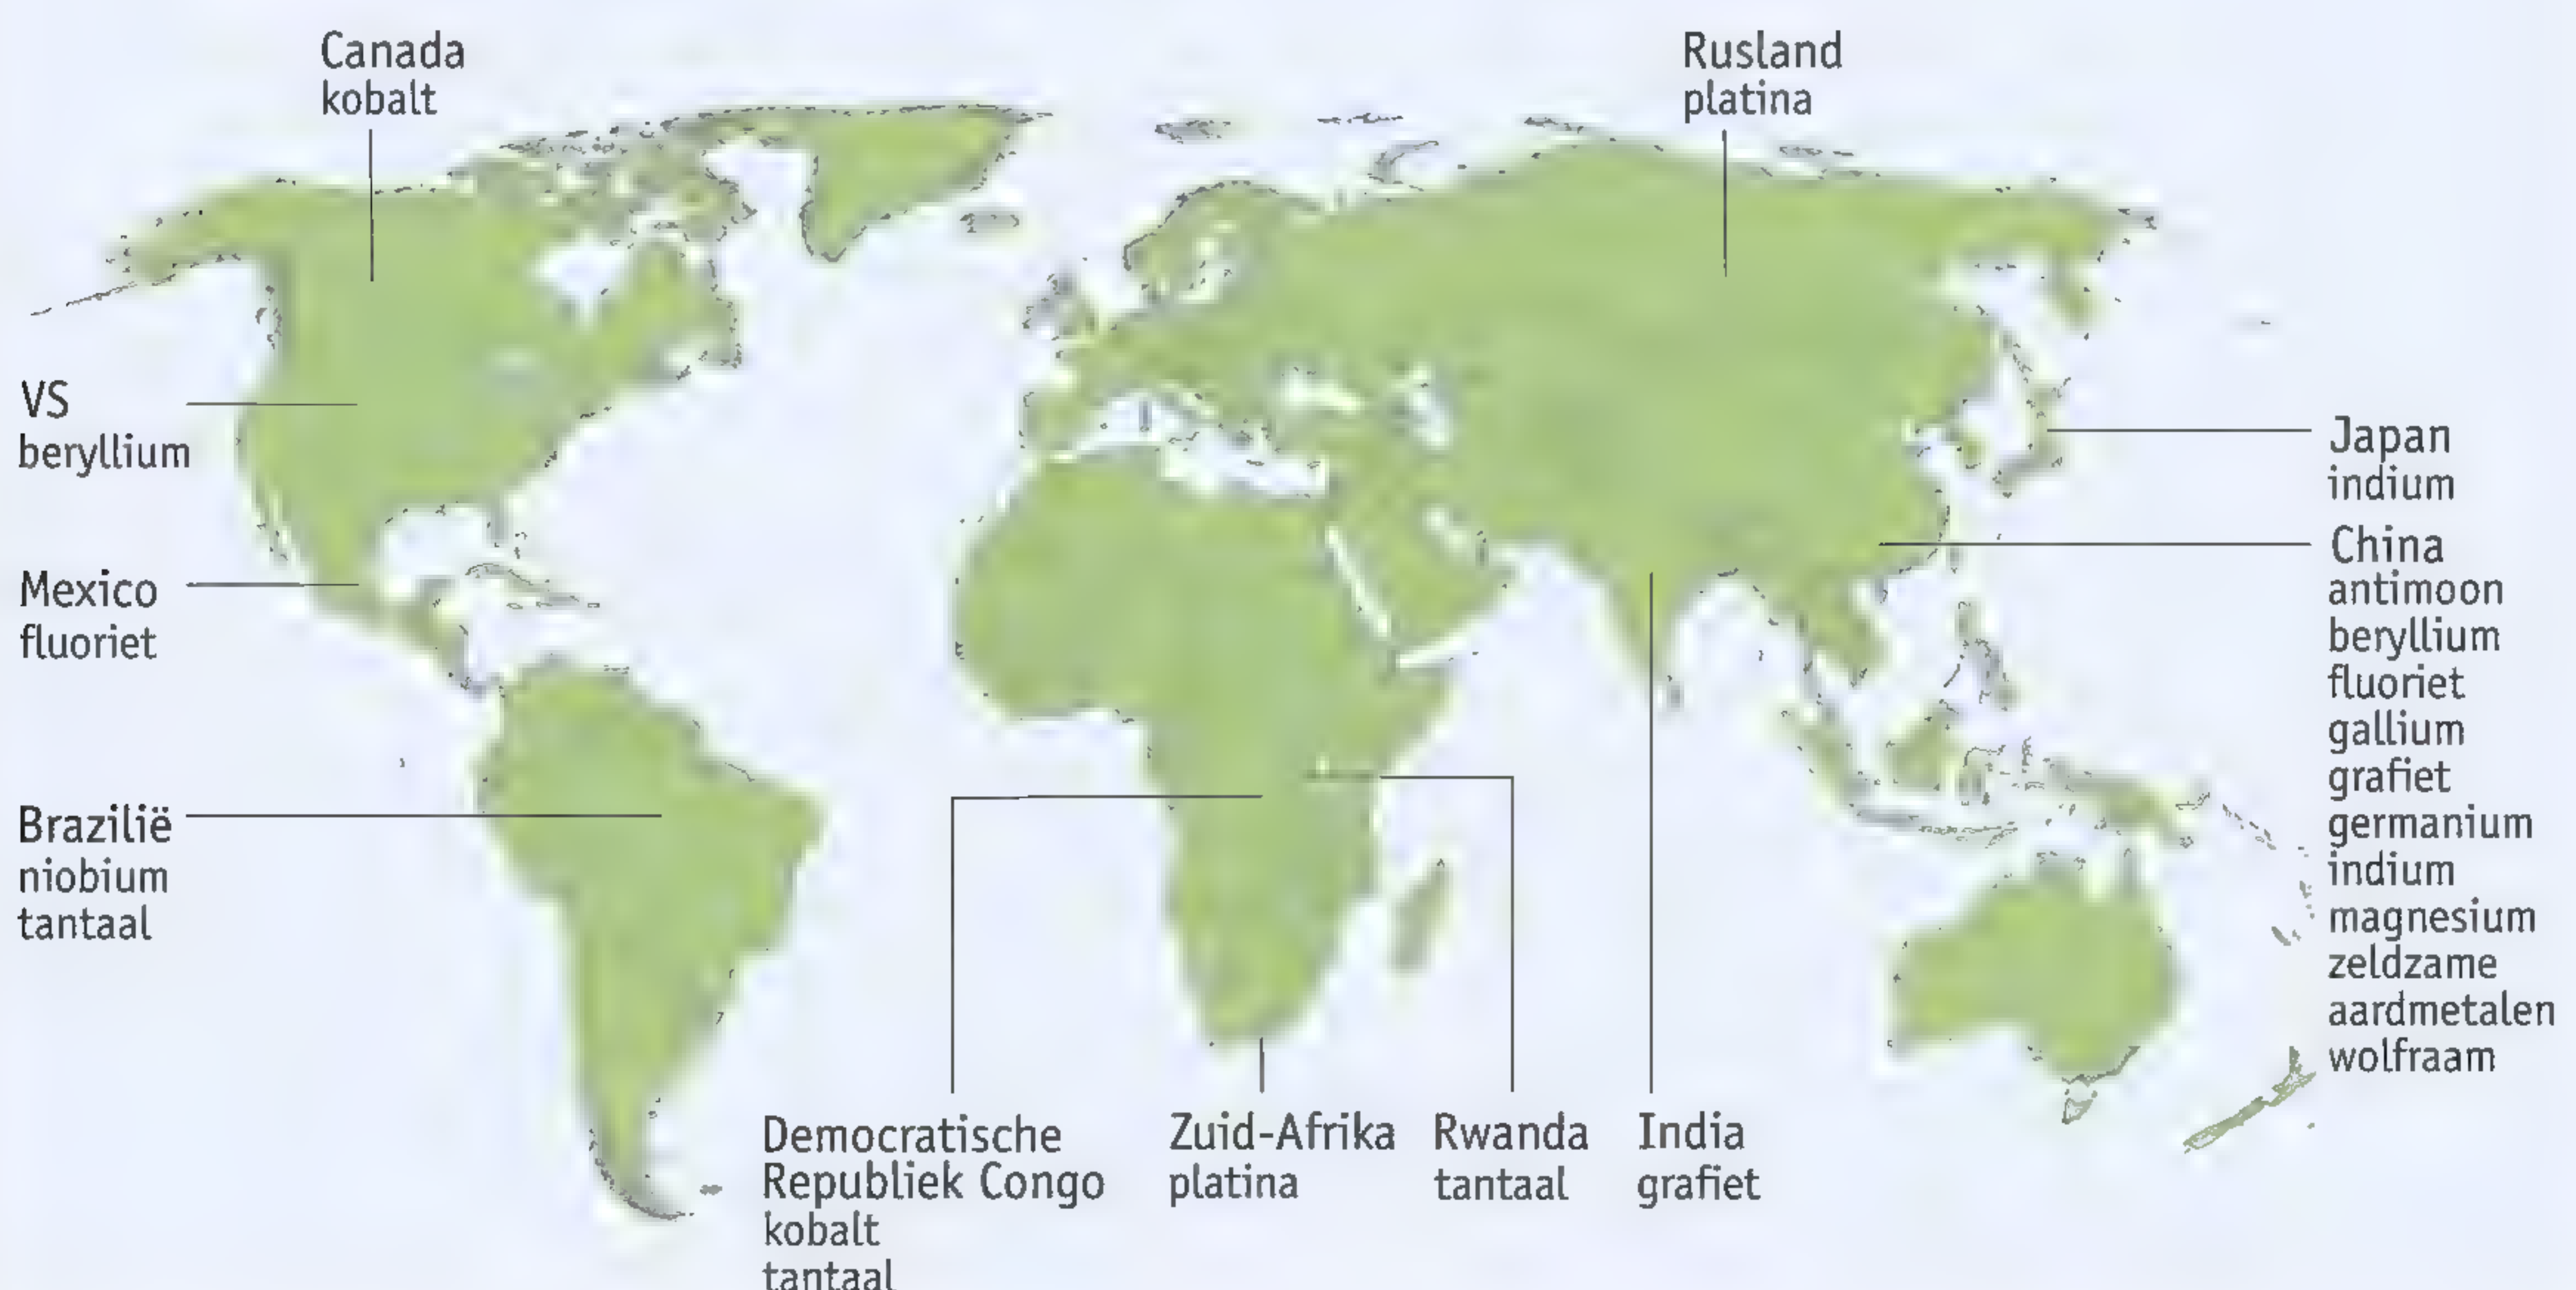 Canada
kobalt
Rusland
platina
VS
beryllium
Mexico
fluoriet
Brazilië
niobium
tantaal
Democratische
Republiek Congo
kobalt
tantaal
Zuid-Afrika
platina
Rwanda
tantaal
India
grafiet
Japan
indium
China
antimoon
beryllium
fluoriet
gallium
grafiet
germanium
indium
magnesium
zeldzame
aardmetalen
wolfraam